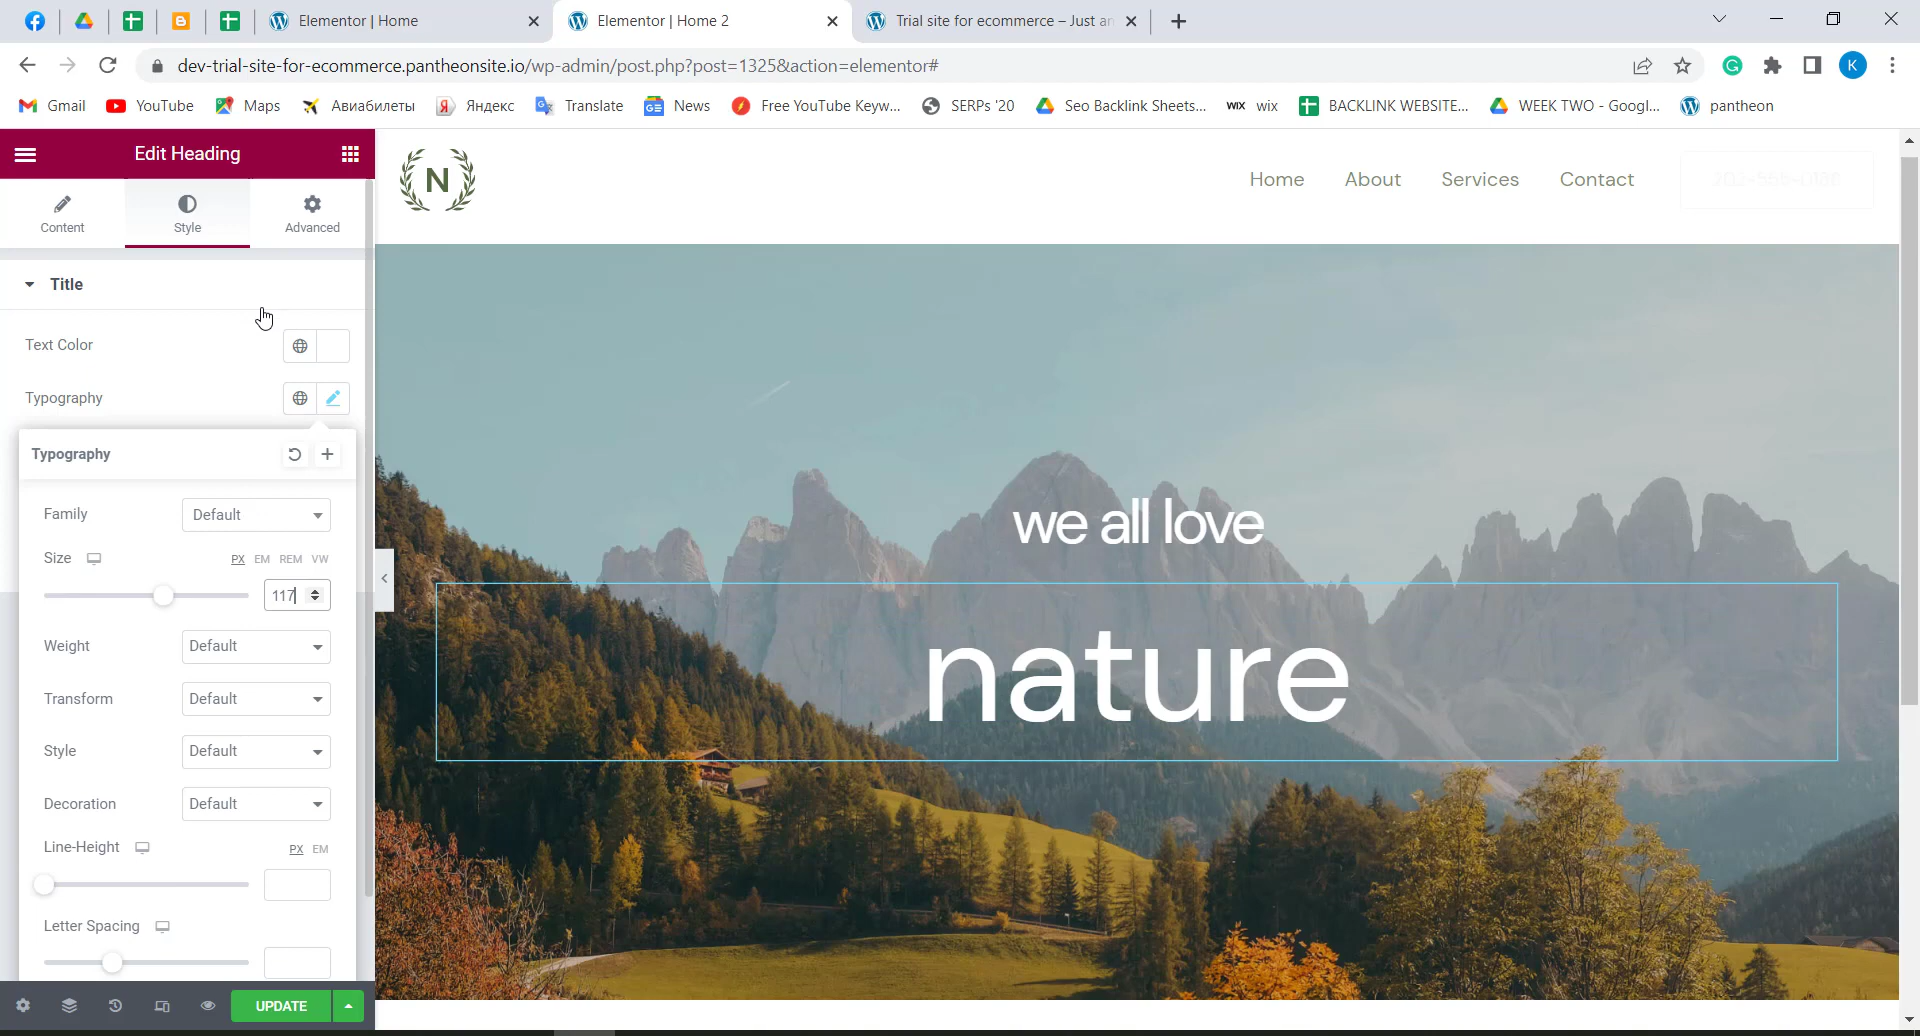 Elementor | Home
Elementor | Home 2
Trial site for ecommerce – Just an
dev-trial-site-for-ecommerce.pantheonsite.io/wp-admin/post.php?post=1325&action=elementor#
K
Gmail
YouTube
Maps
Авиабилеты
Яндекс
Translate
News
Free YouTube Keyw...
SERPs '20
Seo Backlink Sheets...
WIX wix
BACKLINK WEBSITE...
WEEK TWO - Googl...
pantheon
Edit Heading
Content
Style
Advanced
Title
Text Color
Typography
Typography
Family
Default
Size
PX EM REM VW
117
Weight
Default
Transform
Default
Style
Default
Decoration
Default
Line-Height
PX EM
Letter Spacing
UPDATE
N
Home
About
Services
Contact
we all love
nature